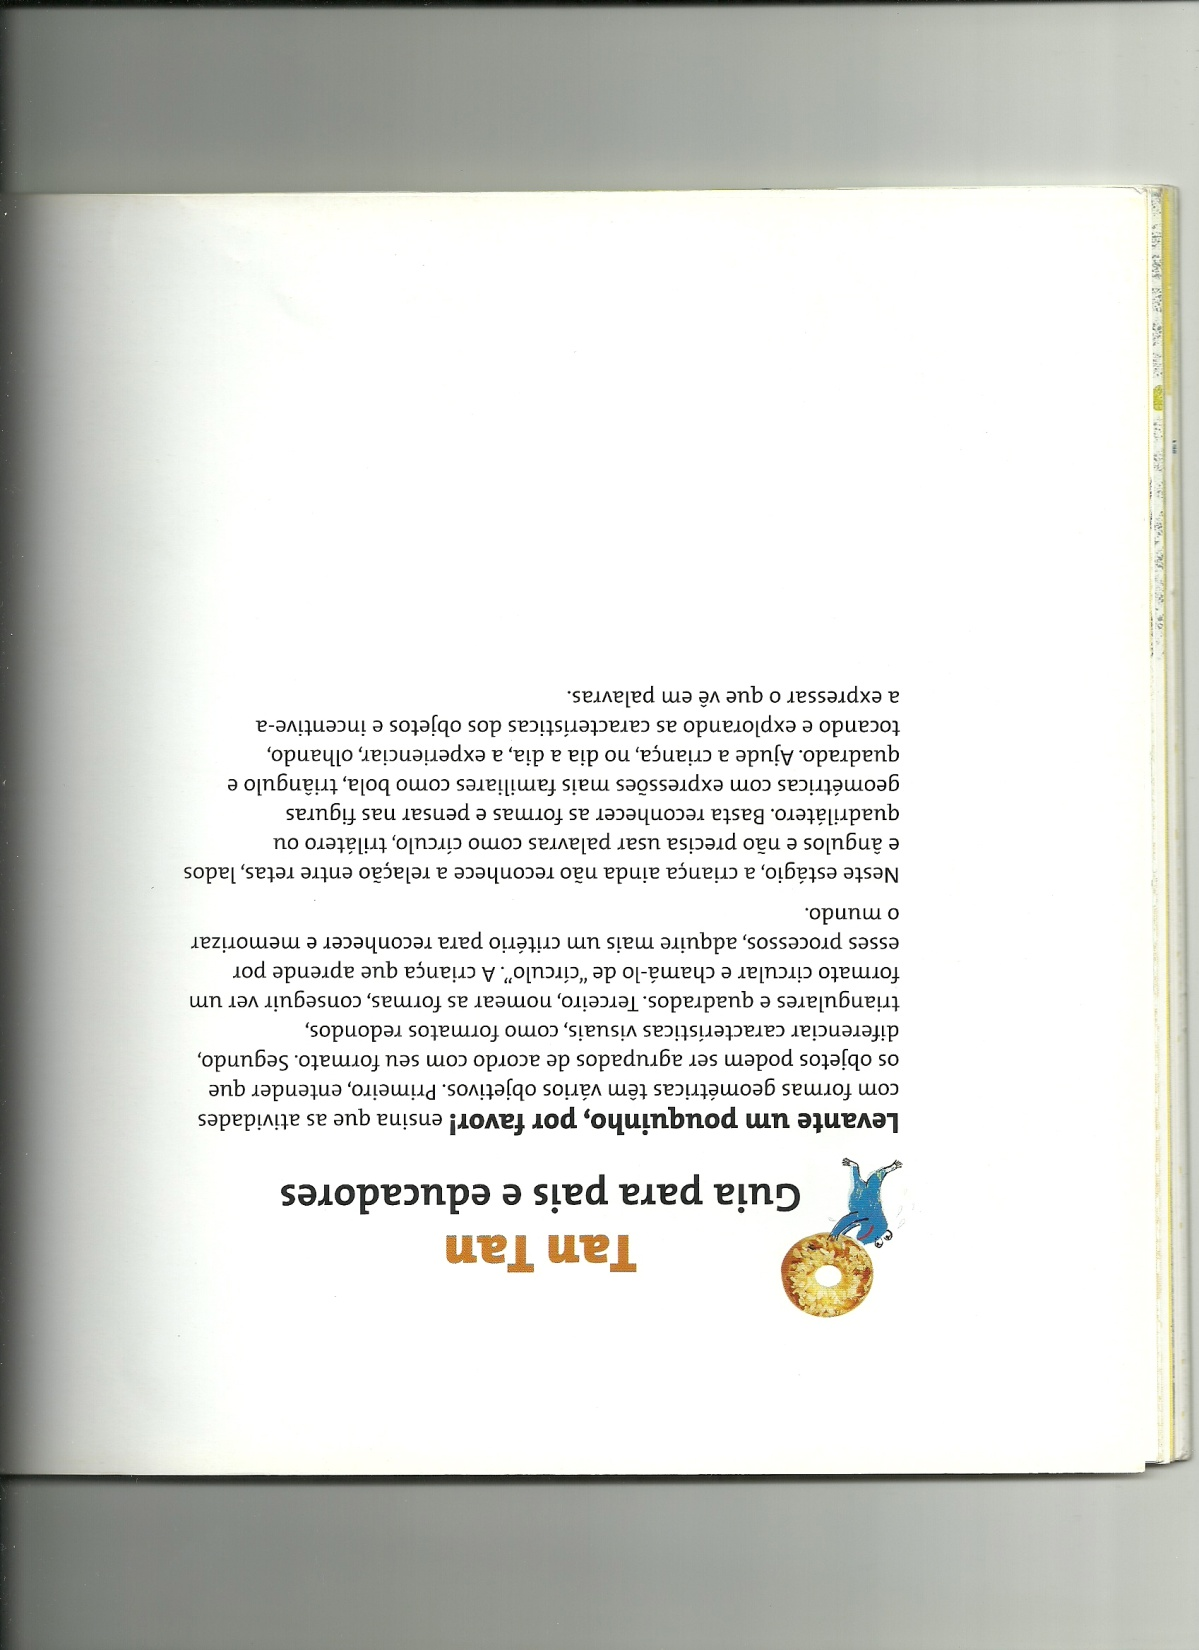 Tan Tan
Guia para pais e educadores
Levante um pouquinho, por favor! ensina que as atividades
com formas geométricas têm vários objetivos. Primeiro, entender que
os objetos podem ser agrupados de acordo com seu formato. Segundo,
diferenciar características visuais, como formatos redondos,
triangulares e quadrados. Terceiro, nomear as formas, conseguir ver um
formato circular e chamá-lo de "círculo". A criança que aprende por
esses processos, adquire mais um critério para reconhecer e memorizar
o mundo.
Neste estágio, a criança ainda não reconhece a relação entre retas, lados
e ângulos e não precisa usar palavras como círculo, trilátero ou
quadrilátero. Basta reconhecer as formas e pensar nas figuras
geométricas com expressões mais familiares como bola, triângulo e
quadrado. Ajude a criança, no dia a dia, a experienciar, olhando,
tocando e explorando as características dos objetos e incentive-a
a expressar o que vê em palavras.